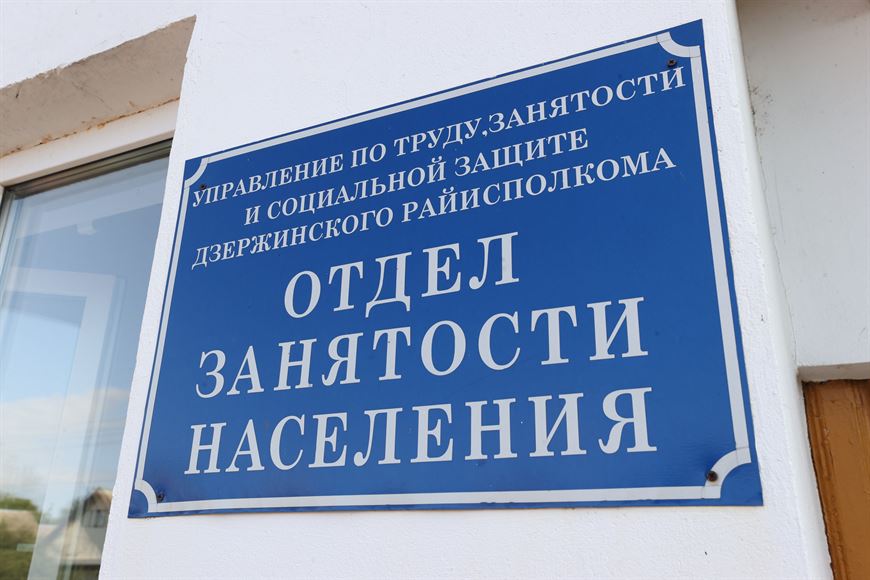 УПРАВЛЕНИЕ ПО ТРУДУ,ЗАНЯТОСТИ
И СОЦИАЛЬНОЙ ЗАЩИТЕ
ДЗЕРЖИНСКОГО РАЙИСПОЛКОМА
ОТДЕЛ
ЗАНЯТОСТИ
НАСЕЛЕНИЯ